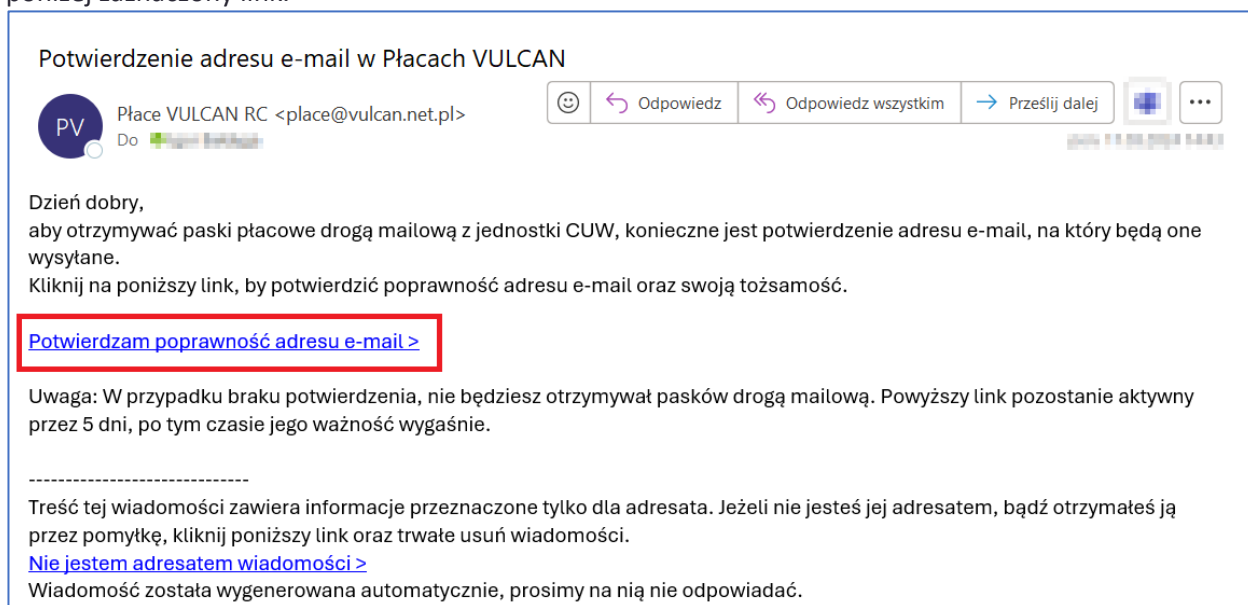 poniżej zaznaczony link.
Potwierdzenie adresu e-mail w Płacach VULCAN
PV
Płace VULCAN RC <place@vulcan.net.pl>
Odpowiedz
Odpowiedz wszystkim
Prześlij dalej
Do
Dzień dobry,
aby otrzymywać paski płacowe drogą mailową z jednostki CUW, konieczne jest potwierdzenie adresu e-mail, na który będą one
wysyłane.
Kliknij na poniższy link, by potwierdzić poprawność adresu e-mail oraz swoją tożsamość.
Potwierdzam poprawność adresu e-mail >
Uwaga: W przypadku braku potwierdzenia, nie będziesz otrzymywał pasków drogą mailową. Powyższy link pozostanie aktywny
przez 5 dni, po tym czasie jego ważność wygaśnie.
------------------------------
Treść tej wiadomości zawiera informacje przeznaczone tylko dla adresata. Jeżeli nie jesteś jej adresatem, bądź otrzymałeś ją
przez pomyłkę, kliknij poniższy link oraz trwałe usuń wiadomości.
Nie jestem adresatem wiadomości >
Wiadomość została wygenerowana automatycznie, prosimy na nią nie odpowiadać.